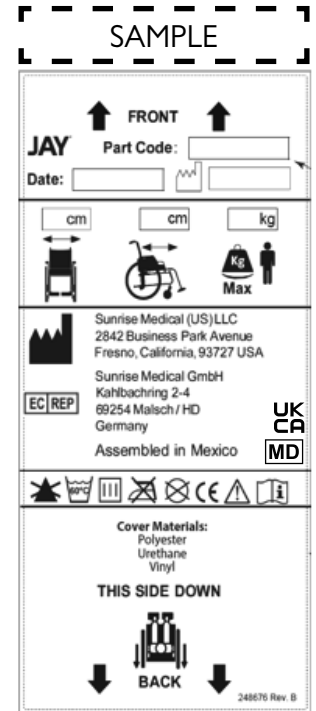 SAMPLE
FRONT
JAY Part Code:
Date:
cm cm kg
Kg
Max
Sunrise Medical (US)LLC
2842 Business Park Avenue
Fresno, California, 93727 USA
EC REP
Sunrise Medical GmbH
Kahlbachring 2-4
69254 Malsch / HD
Germany
UK
CA
Assembled in Mexico
MD
60°C CE
Cover Materials:
Polyester
Urethane
Vinyl
THIS SIDE DOWN
BACK
248676 Rev. B